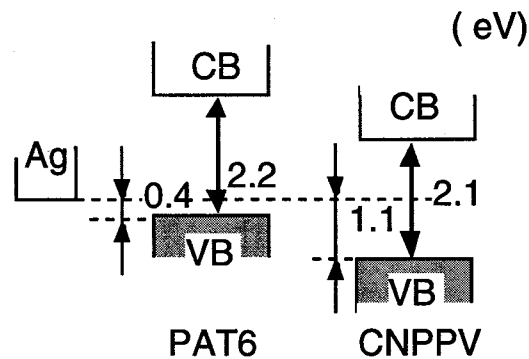 ( eV)
CB
CB
Ag
0.4
2.2
2.1
1.1
VB
VB
PAT6
CNPPV